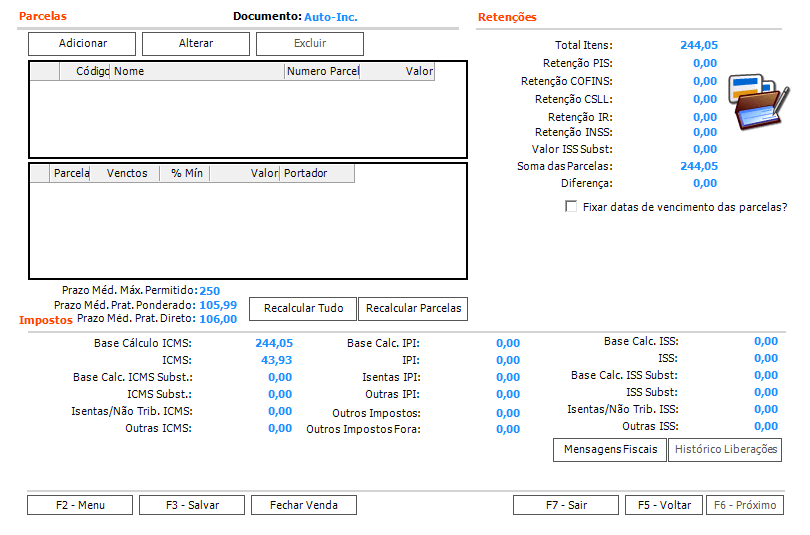 Parcelas Documento: Auto-Inc. Retenções
Adicionar Alterar Excluir
Código Nome Numero Parcel Valor
Total Itens: 244,05
Retenção PIS: 0,00
Retenção COFINS: 0,00
Retenção CSLL: 0,00
Retenção IR: 0,00
Retenção INSS: 0,00
Valor ISS Subst: 0,00
Soma das Parcelas: 244,05
Diferença: 0,00
Fixar datas de vencimento das parcelas?
Parcela Venctos % Mín Valor Portador
Prazo Méd. Máx. Permitido: 250
Prazo Méd. Prat. Ponderado: 105,99
Prazo Méd. Prat. Direto: 106,00
Recalcular Tudo Recalcular Parcelas
Impostos
Base Cálculo ICMS: 244,05 Base Calc. IPI: 0,00 Base Calc. ISS: 0,00
ICMS: 43,93 IPI: 0,00 ISS: 0,00
Base Calc. ICMS Subst.: 0,00 Isentas IPI: 0,00 Base Calc. ISS Subst: 0,00
ICMS Subst.: 0,00 Outras IPI: 0,00 ISS Subst: 0,00
Isentas/Não Trib. ICMS: 0,00 Outros Impostos: 0,00 Isentas/Não Trib. ISS: 0,00
Outras ICMS: 0,00 Outros Impostos Fora: 0,00 Outras ISS: 0,00
Mensagens Fiscais Histórico Liberações
F2 - Menu F3 - Salvar Fechar Venda F7 - Sair F5 - Voltar F6 - Próximo